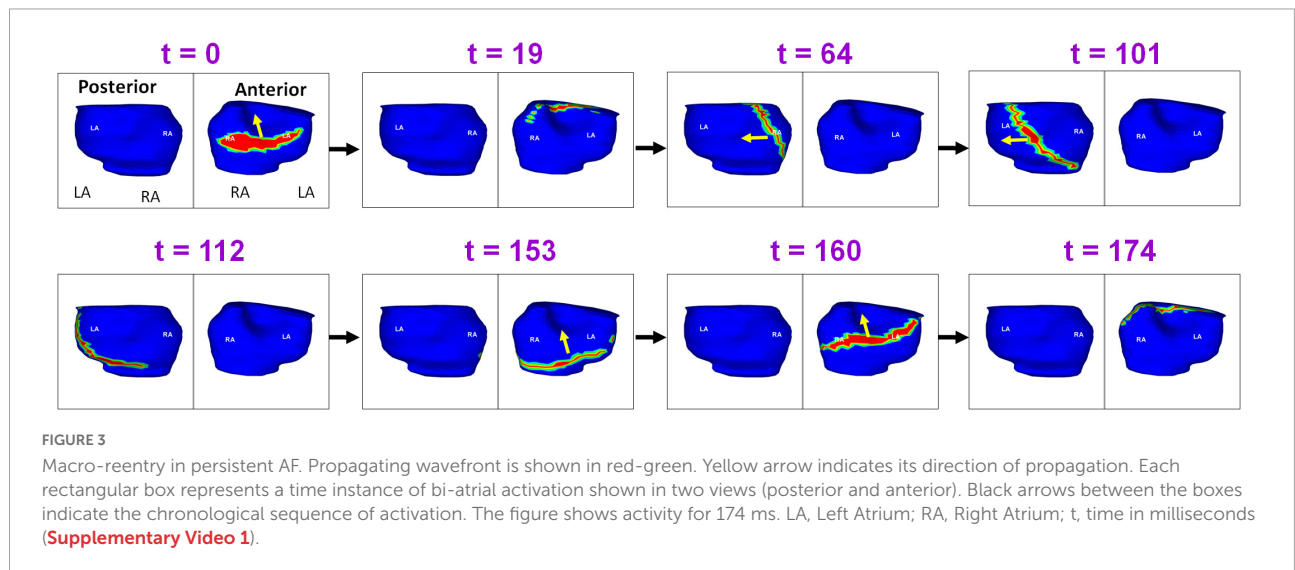 t = 0
t = 19
t = 64
t = 101
Posterior
Anterior
LA
RA
RA
LA
LA
RA
RA
LA
LA
RA
RA
LA
LA
RA
RA
LA
LA
RA
RA
LA
t = 112
t = 153
t = 160
t = 174
LA
RA
RA
LA
LA
RA
RA
LA
LA
RA
RA
LA
LA
RA
RA
LA
FIGURE 3
Macro-reentry in persistent AF. Propagating wavefront is shown in red-green. Yellow arrow indicates its direction of propagation. Each
rectangular box represents a time instance of bi-atrial activation shown in two views (posterior and anterior). Black arrows between the boxes
indicate the chronological sequence of activation. The figure shows activity for 174 ms. LA, Left Atrium; RA, Right Atrium; t, time in milliseconds
(Supplementary Video 1).